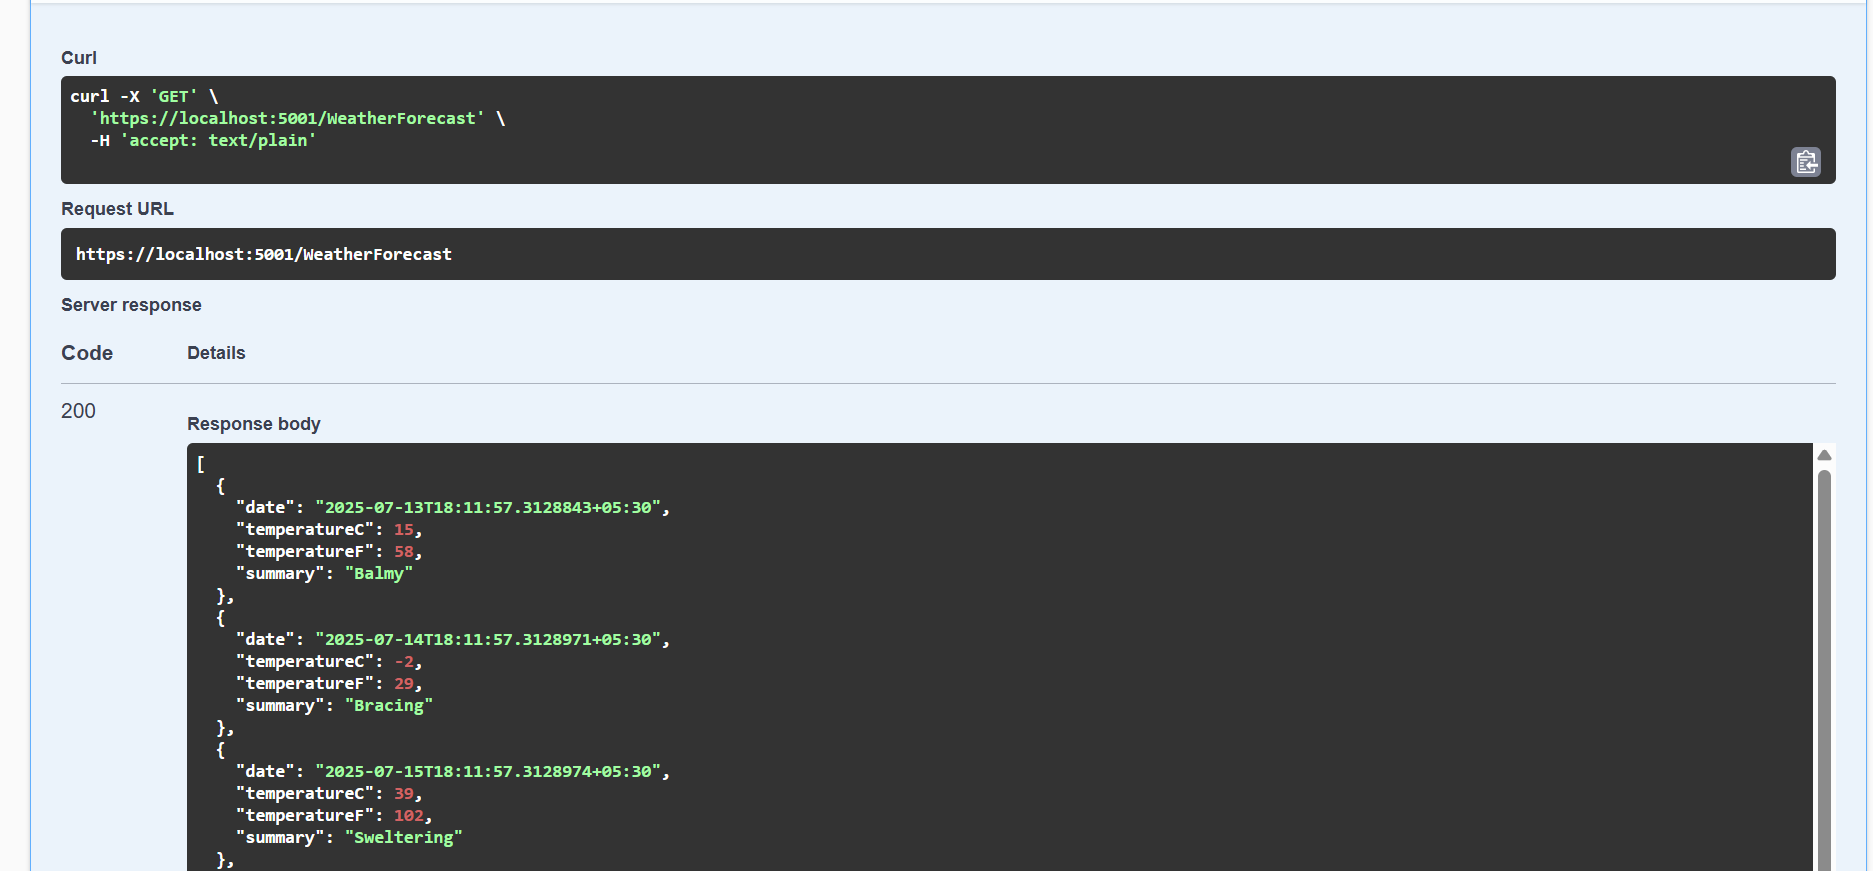 Curl
curl -X 'GET' \
  'https://localhost:5001/WeatherForecast' \
  -H 'accept: text/plain'
Request URL
https://localhost:5001/WeatherForecast
Server response
Code Details
200
Response body
[
  {
    "date": "2025-07-13T18:11:57.3128843+05:30",
    "temperatureC": 15,
    "temperatureF": 58,
    "summary": "Balmy"
  },
  {
    "date": "2025-07-14T18:11:57.3128971+05:30",
    "temperatureC": -2,
    "temperatureF": 29,
    "summary": "Bracing"
  },
  {
    "date": "2025-07-15T18:11:57.3128974+05:30",
    "temperatureC": 39,
    "temperatureF": 102,
    "summary": "Sweltering"
  },